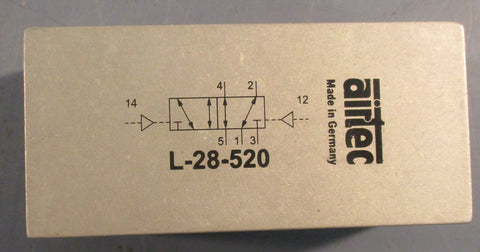 4 2
14 12
5 1 3
L-28-520
airtec
Made in Germany